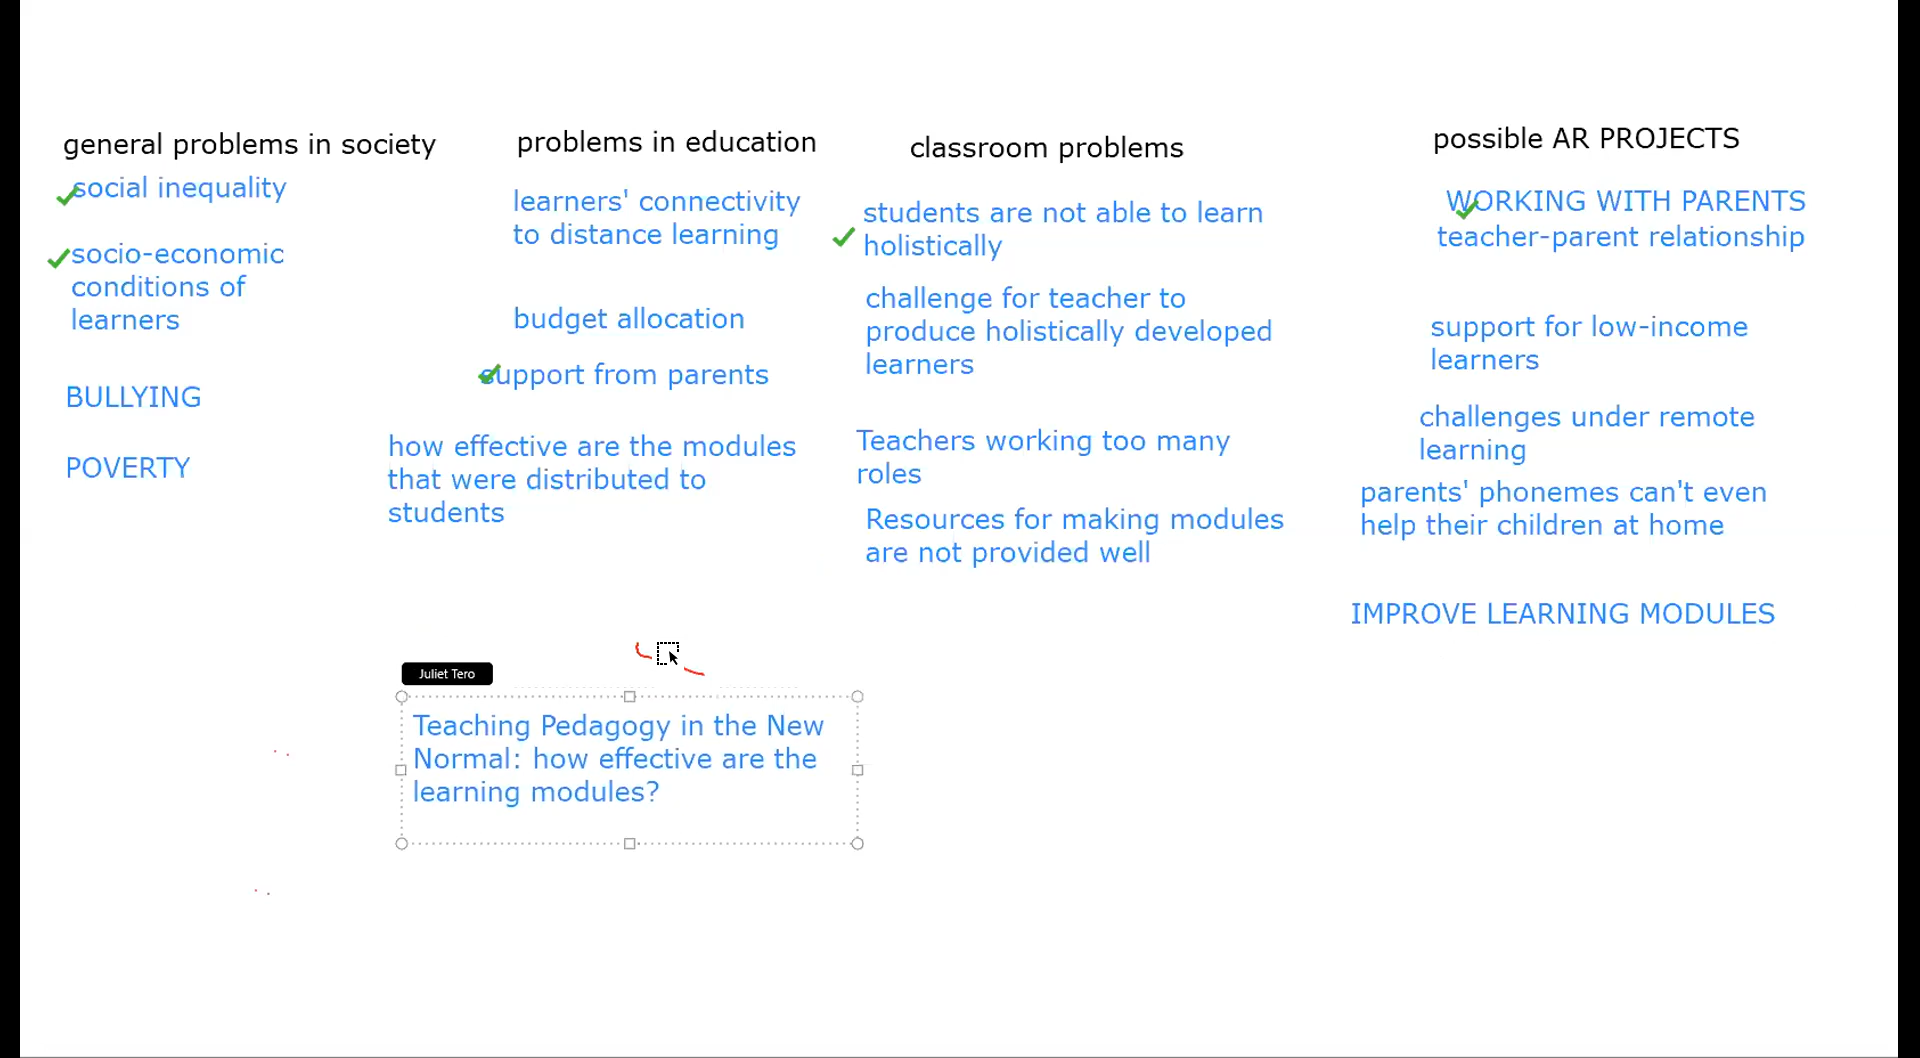 general problems in society
social inequality
socio-economic
conditions of
learners
BULLYING
POVERTY
problems in education
learners' connectivity
to distance learning
budget allocation
support from parents
how effective are the modules
that were distributed to
students
classroom problems
students are not able to learn
holistically
challenge for teacher to
produce holistically developed
learners
Teachers working too many
roles
Resources for making modules
are not provided well
possible AR PROJECTS
WORKING WITH PARENTS
teacher-parent relationship
support for low-income
learners
challenges under remote
learning
parents' phonemes can't even
help their children at home
IMPROVE LEARNING MODULES
Juliet Tero
Teaching Pedagogy in the New
Normal: how effective are the
learning modules?